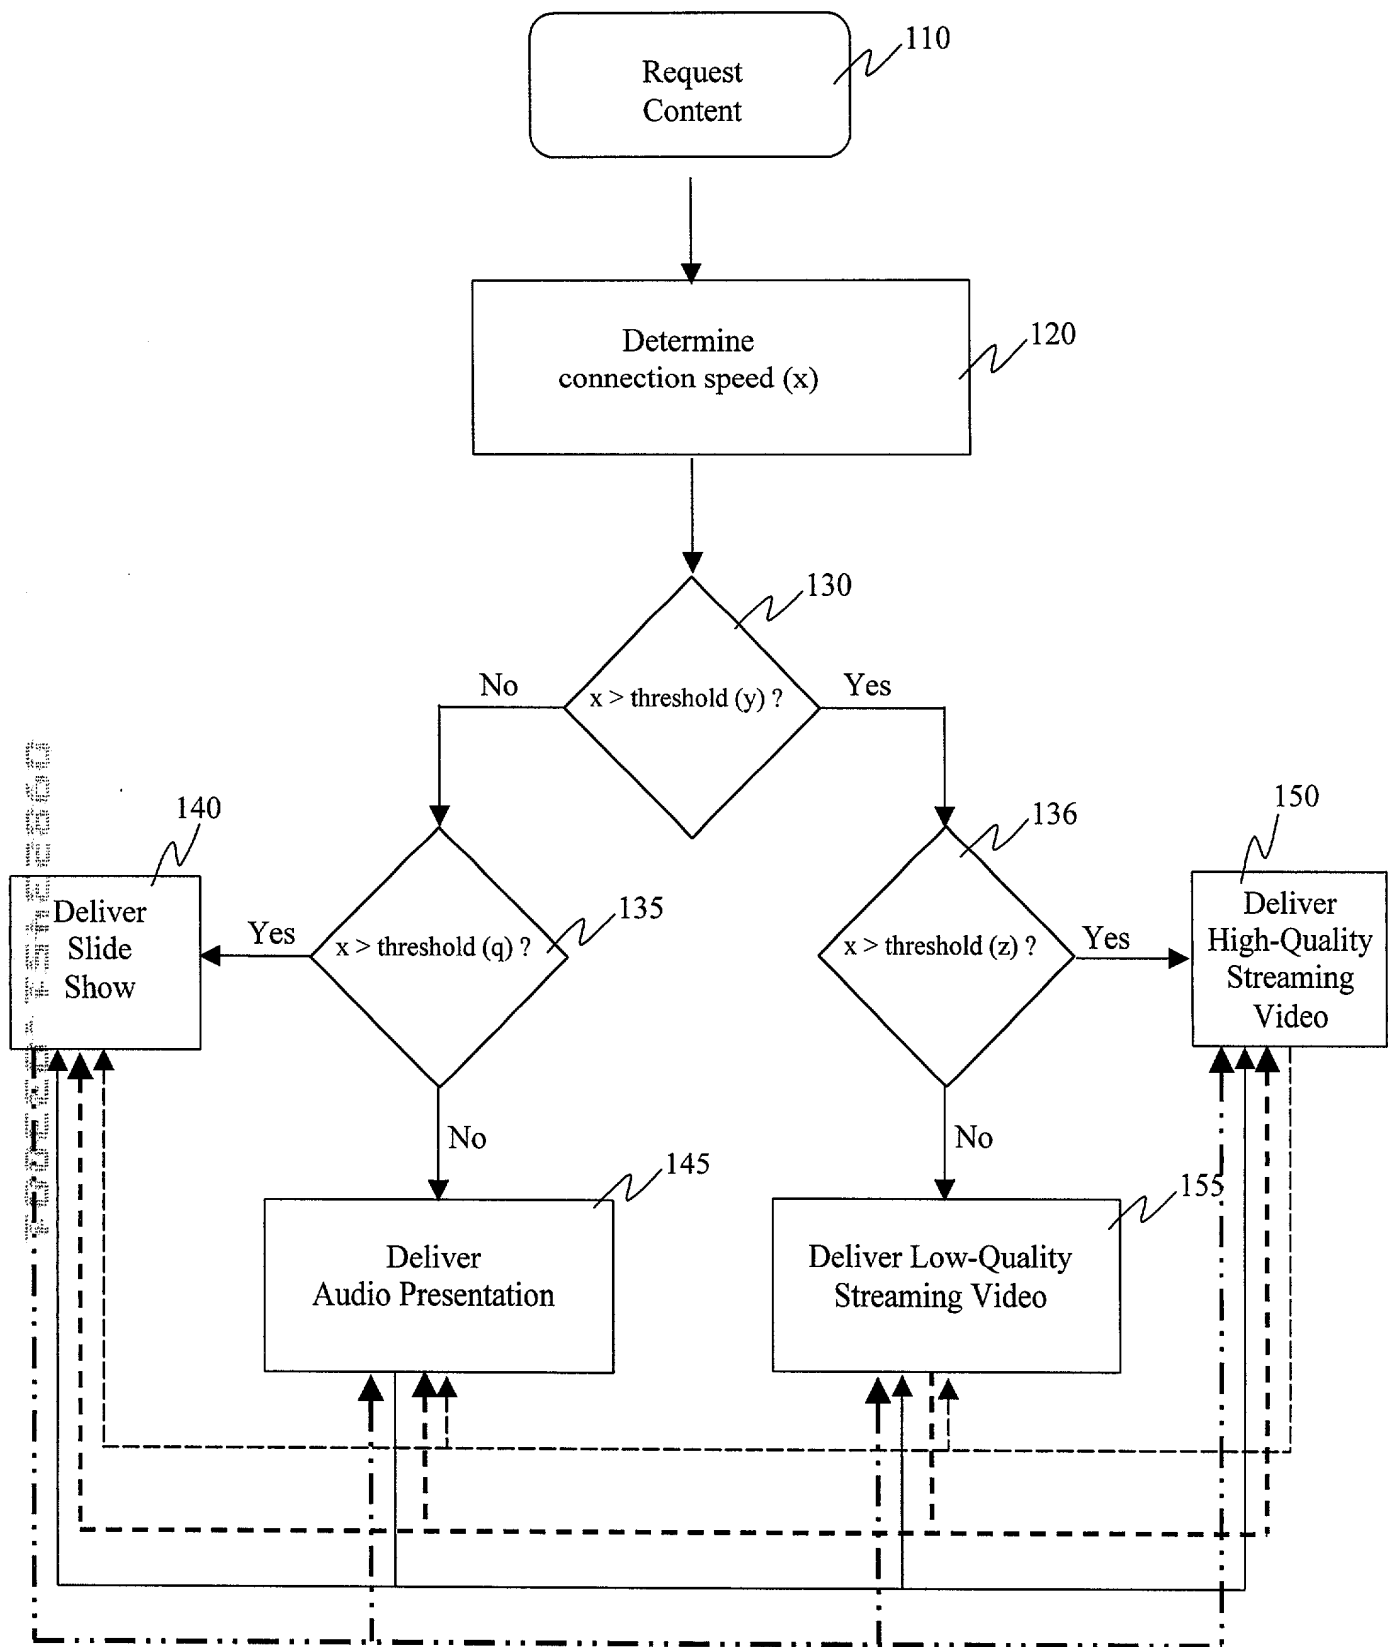 Request
Content
110
Determine
connection speed (x)
120
130
x > threshold (y) ?
No
Yes
140
Deliver
Slide
Show
Yes
x > threshold (q) ?
135
136
x > threshold (z) ?
Yes
150
Deliver
High-Quality
Streaming
Video
No
No
145
Deliver
Audio Presentation
155
Deliver Low-Quality
Streaming Video